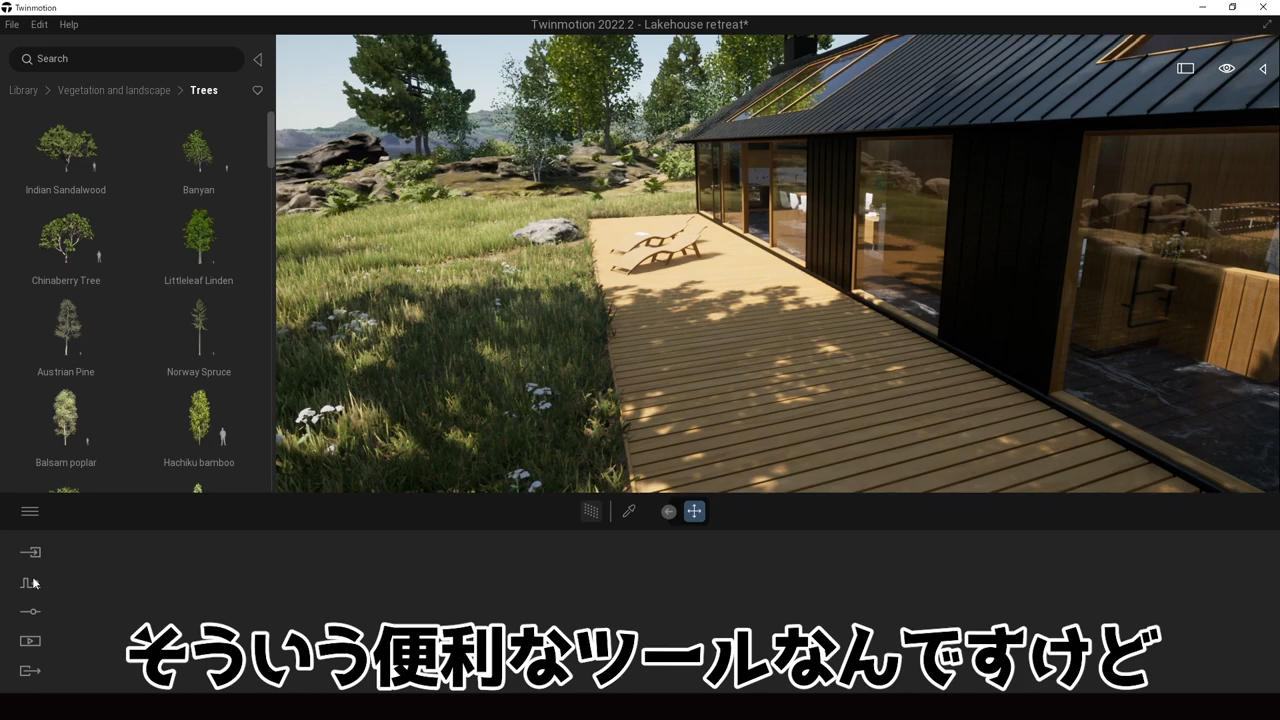 Twinmotion
File Edit Help
Twinmotion 2022.2 - Lakehouse retreat*
Search
Library Vegetation and landscape Trees
Indian Sandalwood Banyan
Chinaberry Tree Littleleaf Linden
Austrian Pine Norway Spruce
Balsam poplar Hachiku bamboo
そういう便利なツールなんですけど